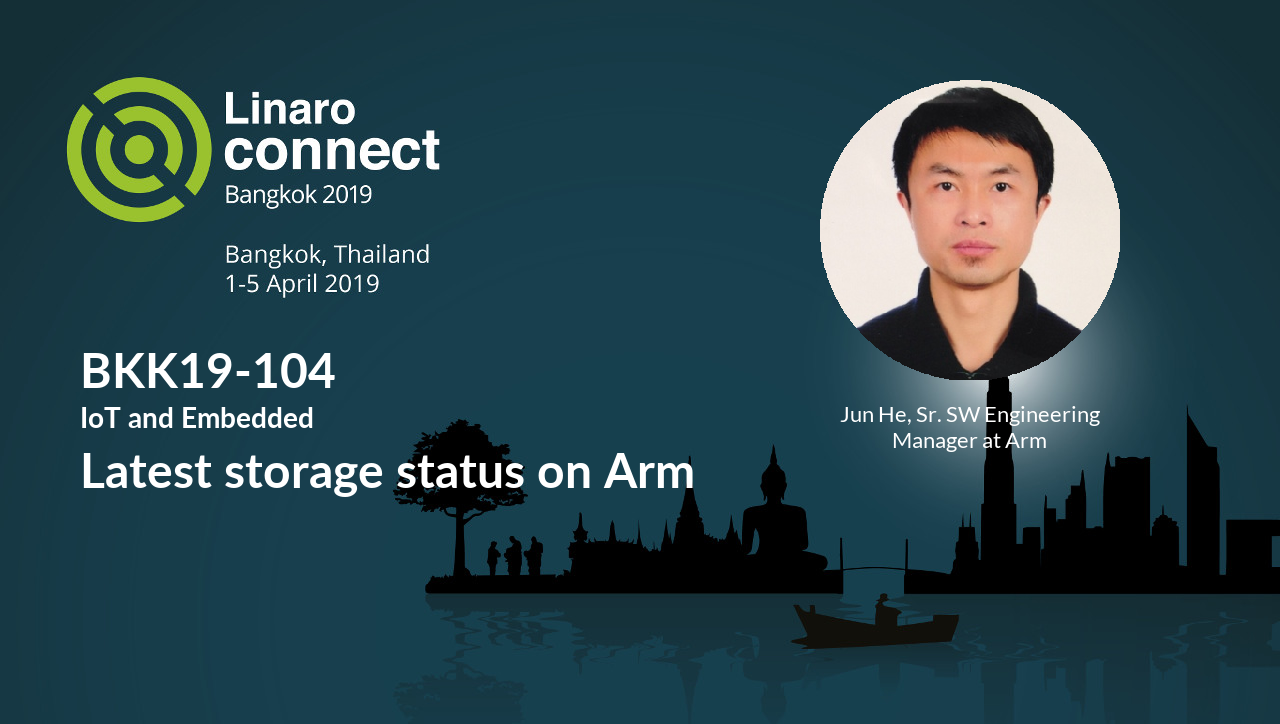 Linaro
connect
Bangkok 2019
Bangkok, Thailand
1-5 April 2019
BKK19-104
IoT and Embedded
Latest storage status on Arm
Jun He, Sr. SW Engineering
Manager at Arm